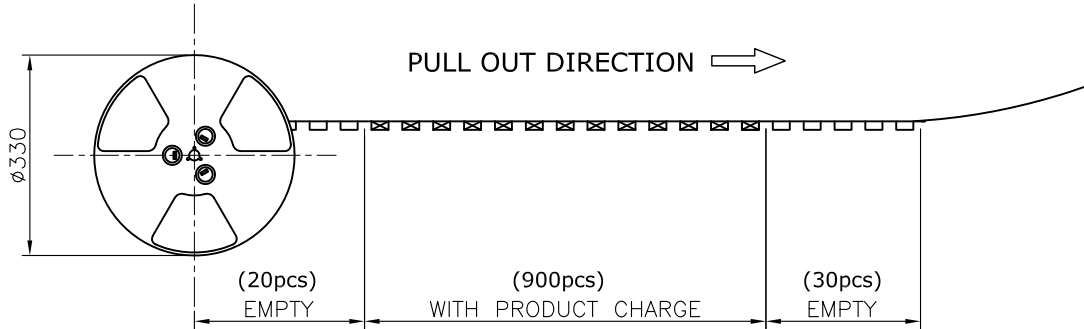 PULL OUT DIRECTION
ø330
(20pcs)
EMPTY
(900pcs)
WITH PRODUCT CHARGE
(30pcs)
EMPTY